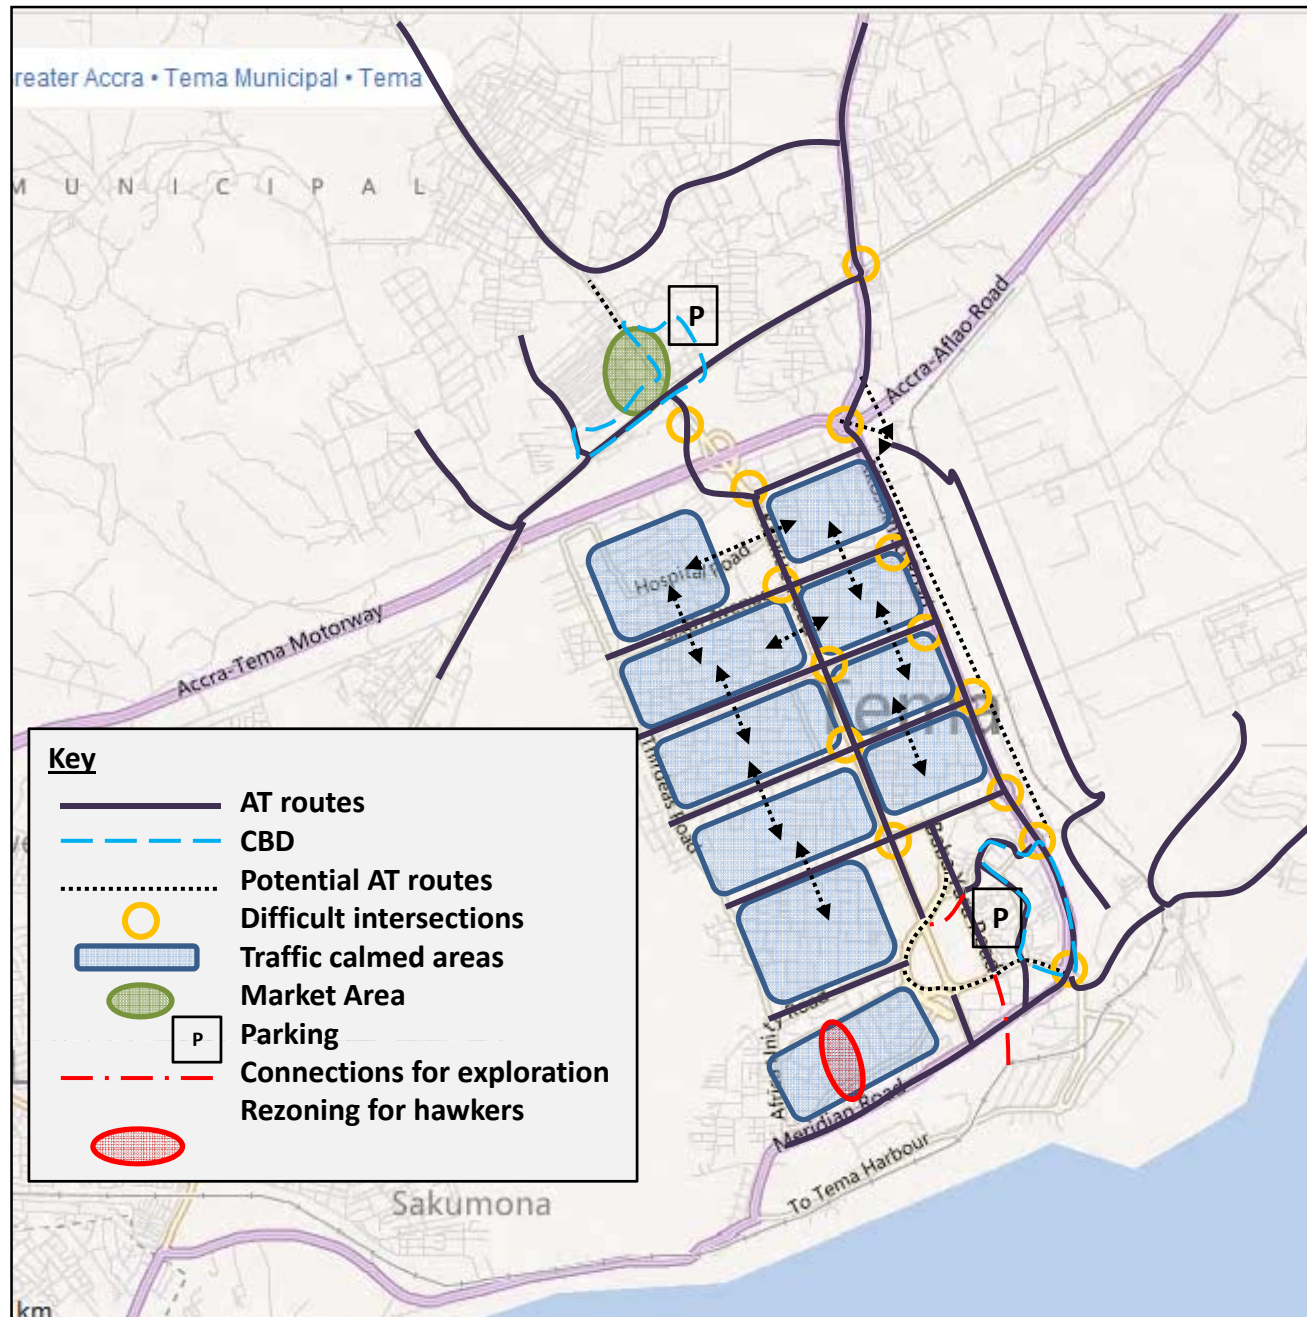 reater Accra • Tema Municipal • Tema
M U N I C I P A L
P
Accra-Aflao Road
Accra-Tema Motorway
Hospital road
Tema
Key
AT routes
CBD
Potential AT routes
Difficult intersections
Traffic calmed areas
Market Area
P
Parking
Connections for exploration
Rezoning for hawkers
P
Road
Meridian Road
To Tema Harbour
Sakumona
km